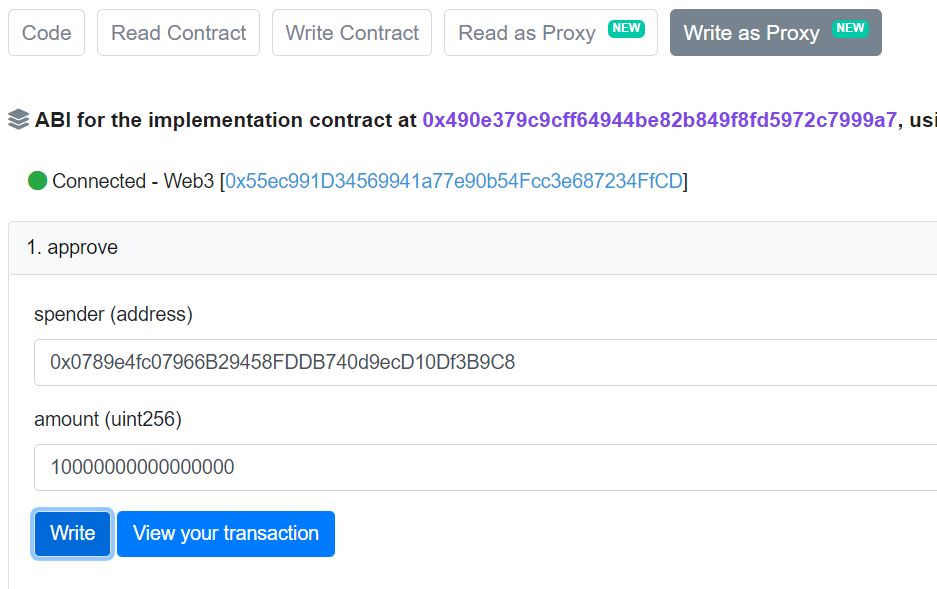 Code Read Contract Write Contract Read as Proxy NEW Write as Proxy NEW
ABI for the implementation contract at 0x490e379c9cff64944be82b849f8fd5972c7999a7, usi
Connected - Web3 [0x55ec991D34569941a77e90b54Fcc3e687234FfCD]
1. approve
spender (address)
0x0789e4fc07966B29458FDDB740d9ecD10Df3B9C8
amount (uint256)
10000000000000000
Write View your transaction